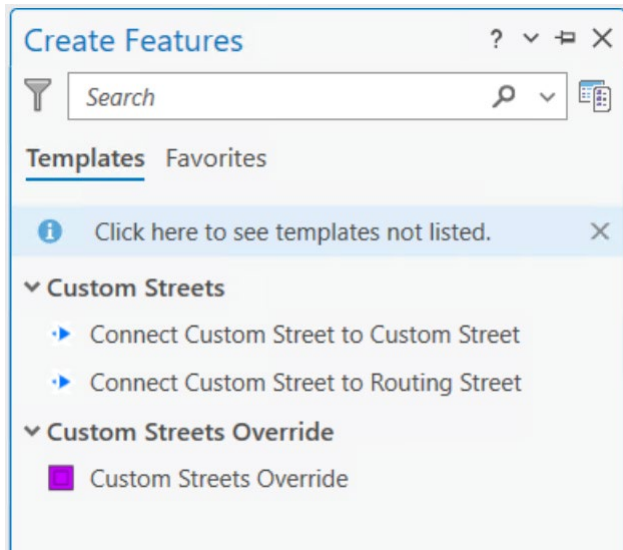 Create Features ?
Search
Templates Favorites
Click here to see templates not listed.
Custom Streets
Connect Custom Street to Custom Street
Connect Custom Street to Routing Street
Custom Streets Override
Custom Streets Override